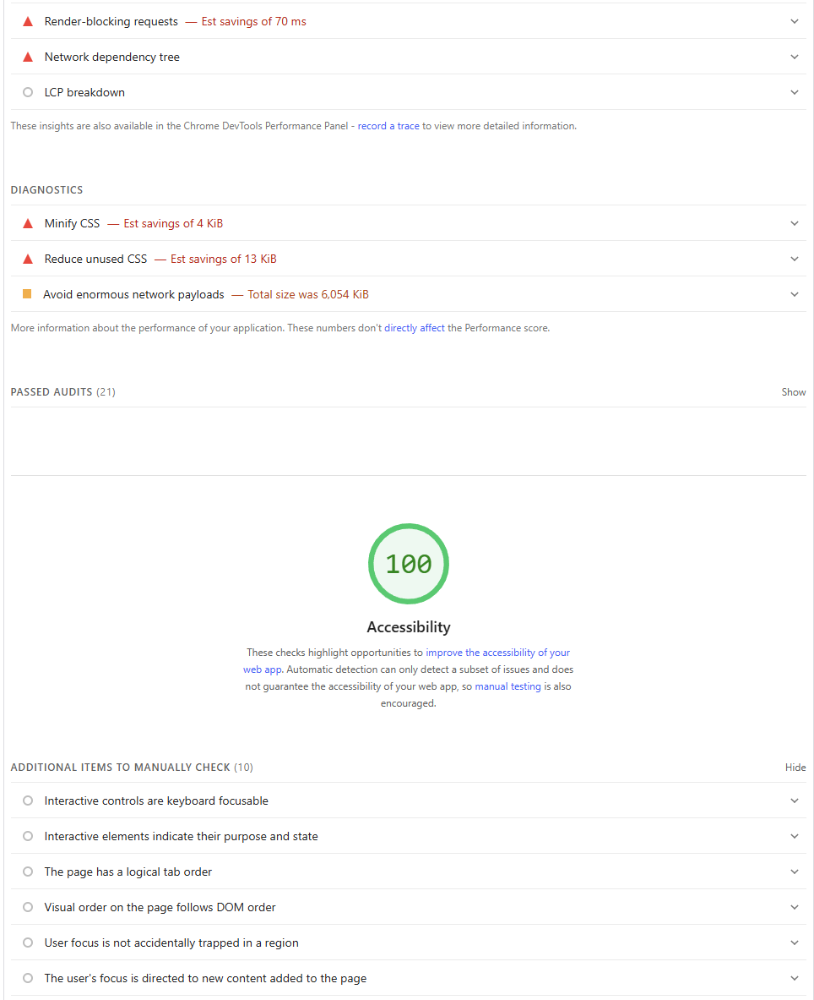 Render-blocking requests — Est savings of 70 ms
Network dependency tree
LCP breakdown
These insights are also available in the Chrome DevTools Performance Panel - record a trace to view more detailed information.
DIAGNOSTICS
Minify CSS — Est savings of 4 KiB
Reduce unused CSS — Est savings of 13 KiB
Avoid enormous network payloads — Total size was 6,054 KiB
More information about the performance of your application. These numbers don't directly affect the Performance score.
PASSED AUDITS (21)
Show
100
Accessibility
These checks highlight opportunities to improve the accessibility of your
web app. Automatic detection can only detect a subset of issues and does
not guarantee the accessibility of your web app, so manual testing is also
encouraged.
ADDITIONAL ITEMS TO MANUALLY CHECK (10)
Hide
Interactive controls are keyboard focusable
Interactive elements indicate their purpose and state
The page has a logical tab order
Visual order on the page follows DOM order
User focus is not accidentally trapped in a region
The user's focus is directed to new content added to the page